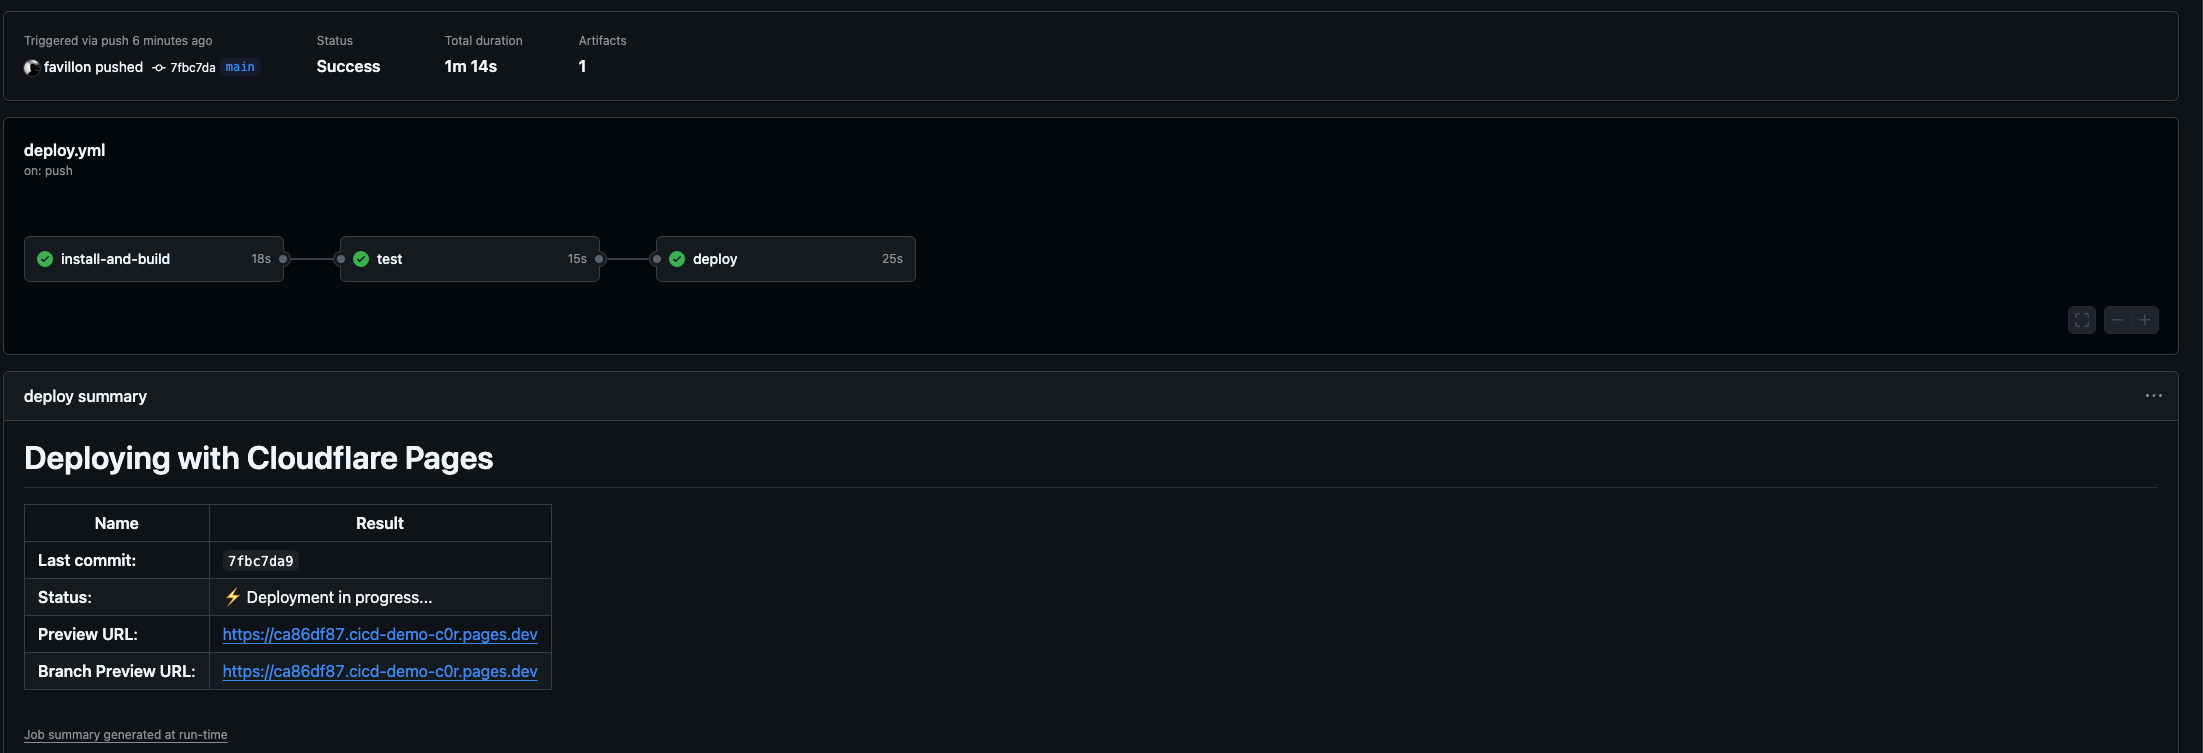 Triggered via push 6 minutes ago
favillon pushed 7fbc7da main
Status
Success
Total duration
1m 14s
Artifacts
1
deploy.yml
on: push
install-and-build 18s
test 15s
deploy 25s
deploy summary
Deploying with Cloudflare Pages
Name Result
Last commit: 7fbc7da9
Status: ⚡ Deployment in progress...
Preview URL: https://ca86df87.cicd-demo-c0r.pages.dev
Branch Preview URL: https://ca86df87.cicd-demo-c0r.pages.dev
Job summary generated at run-time